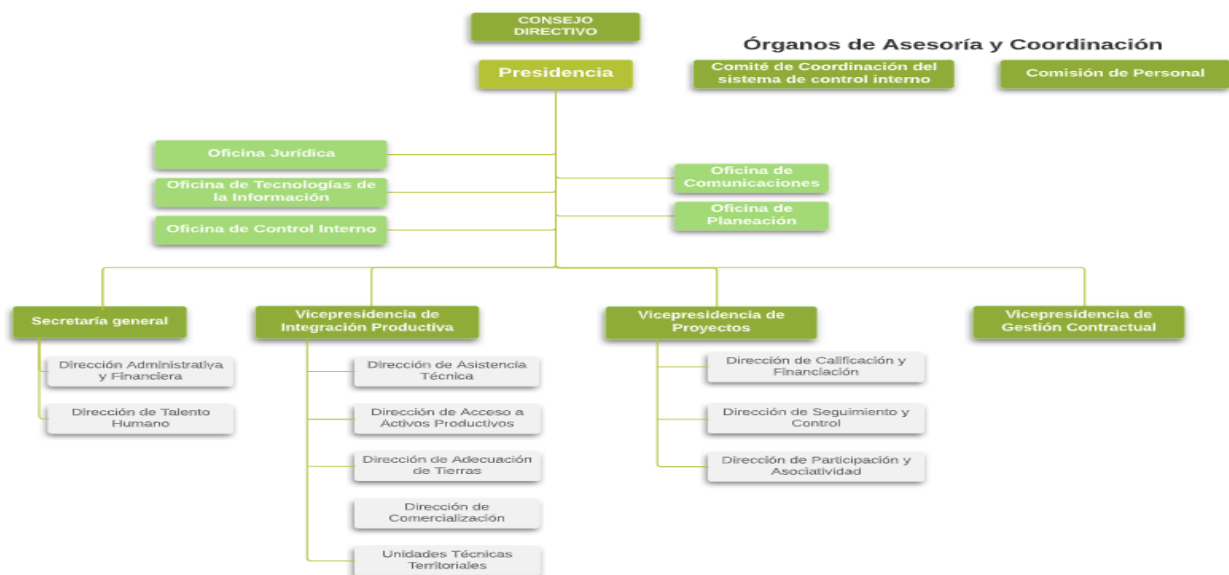 CONSEJO
DIRECTIVO
Órganos de Asesoría y Coordinación
Presidencia
Comité de Coordinación del
sistema de control interno
Comisión de Personal
Oficina Jurídica
Oficina de Tecnologías de
la Información
Oficina de Control Interno
Oficina de
Comunicaciones
Oficina de
Planeación
Secretaría general
Dirección Administrativa
y Financiera
Dirección de Talento
Humano
Vicepresidencia de
Integración Productiva
Dirección de Asistencia
Técnica
Dirección de Acceso a
Activos Productivos
Dirección de Adecuación
de Tierras
Dirección de
Comercialización
Unidades Técnicas
Territoriales
Vicepresidencia de
Proyectos
Dirección de Calificación y
Financiación
Dirección de Seguimiento y
Control
Dirección de Participación y
Asociatividad
Vicepresidencia de
Gestión Contractual